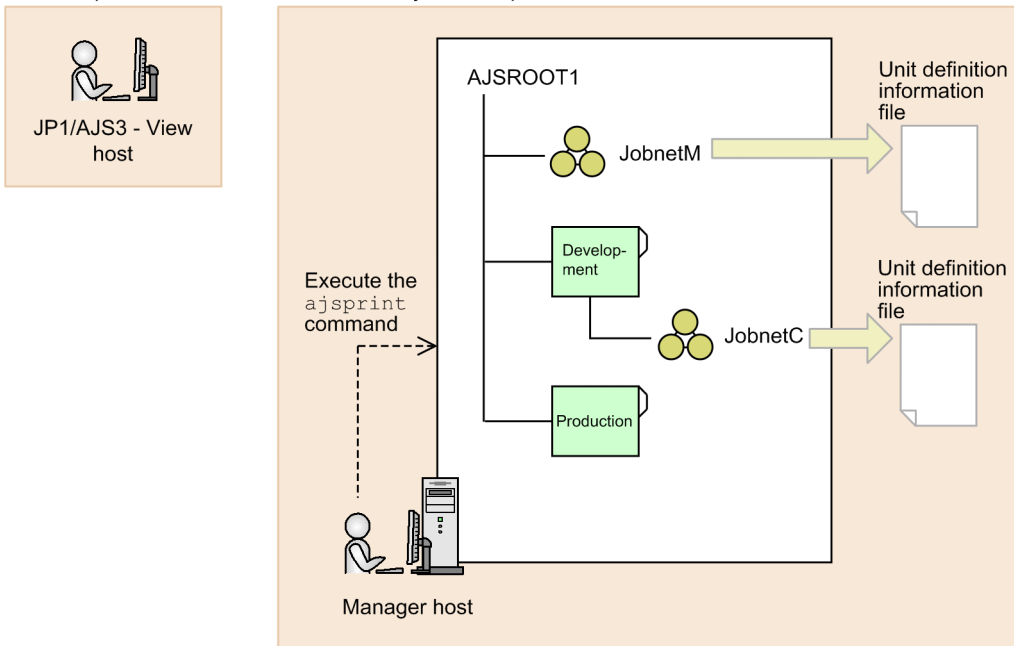 JP1/AJS3 - View
host
AJSROOT1
JobnetM
Unit definition
information
file
Develop-
ment
JobnetC
Unit definition
information
file
Production
Execute the
ajsprint
command
Manager host